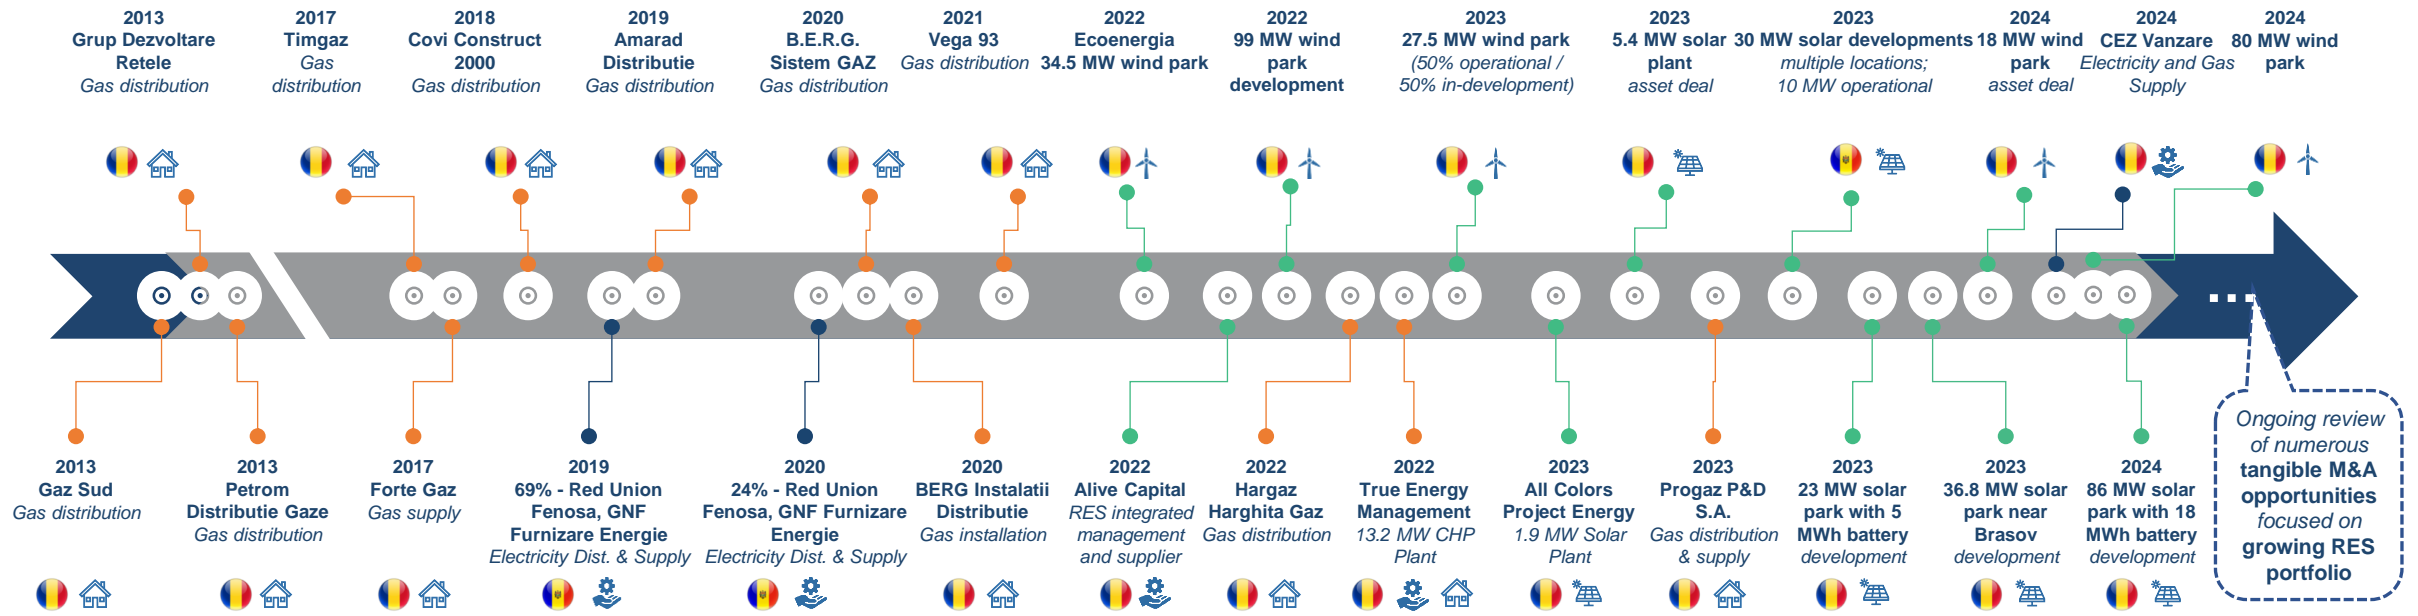 2013
Grup Dezvoltare
Retele
Gas distribution
2017
Timgaz
Gas
distribution
2018
Covi Construct
2000
Gas distribution
2019
Amarad
Distributie
Gas distribution
2020
B.E.R.G.
Sistem GAZ
Gas distribution
2021
Vega 93
Gas distribution
2022
Ecoenergia
34.5 MW wind park
2022
99 MW wind
park
development
2023
27.5 MW wind park
(50% operational /
50% in-development)
2023
5.4 MW solar
plant
asset deal
2023
30 MW solar developments
multiple locations;
10 MW operational
2024
18 MW wind
park
asset deal
2024
CEZ Vanzare
Electricity and Gas
Supply
2024
80 MW wind
park
2013
Gaz Sud
Gas distribution
2013
Petrom
Distributie Gaze
Gas distribution
2017
Forte Gaz
Gas supply
2019
69% - Red Union
Fenosa, GNF
Furnizare Energie
Electricity Dist. & Supply
2020
24% - Red Union
Fenosa, GNF Furnizare
Energie
Electricity Dist. & Supply
2020
BERG Instalatii
Distributie
Gas installation
2022
Alive Capital
RES integrated
management
and supplier
2022
Hargaz
Harghita Gaz
Gas distribution
2022
True Energy
Management
13.2 MW CHP
Plant
2023
All Colors
Project Energy
1.9 MW Solar
Plant
2023
Progaz P&D
S.A.
Gas distribution
& supply
2023
23 MW solar
park with 5
MWh battery
development
2023
36.8 MW solar
park near
Brasov
development
2024
86 MW solar
park with 18
MWh battery
development
Ongoing review
of numerous
tangible M&A
opportunities
focused on
growing RES
portfolio